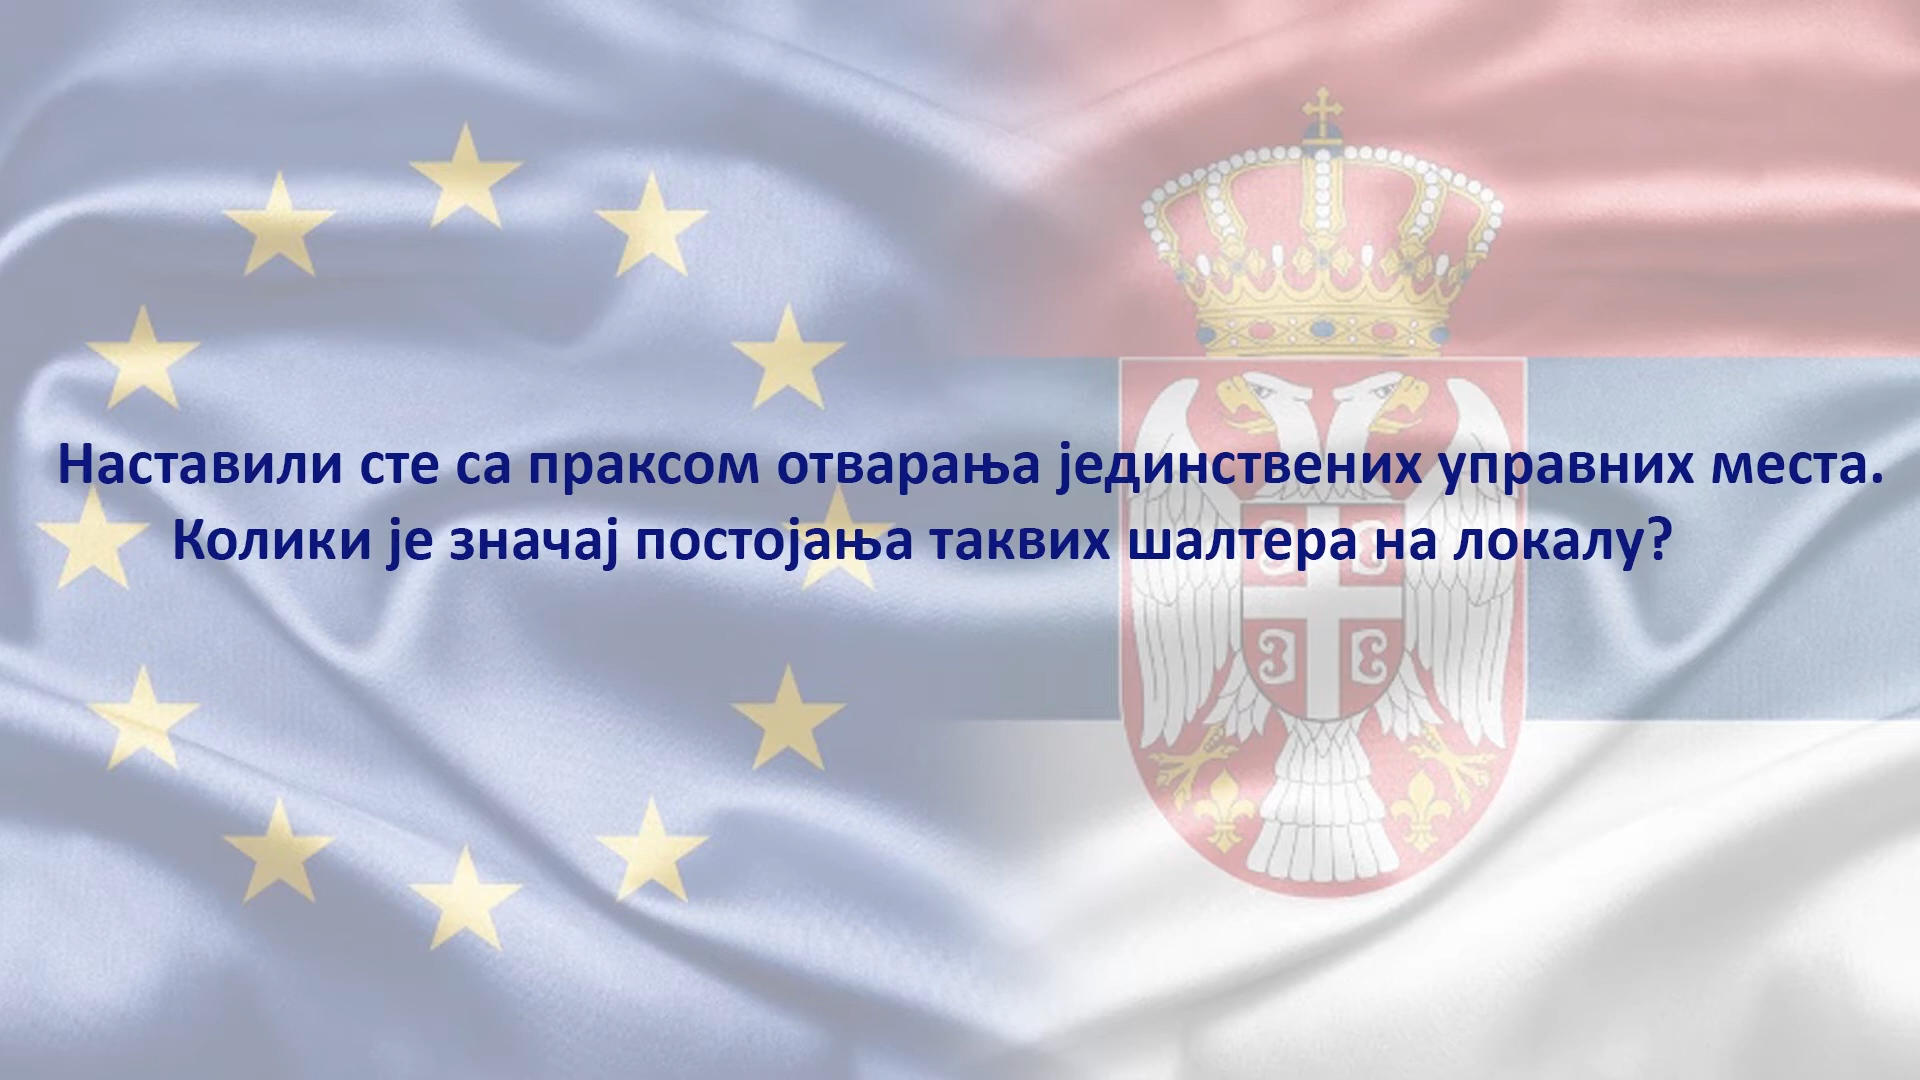 Наставили сте са праксом отварања јединствених управних места.
Колики је значај постојања таквих шалтера на локалу?